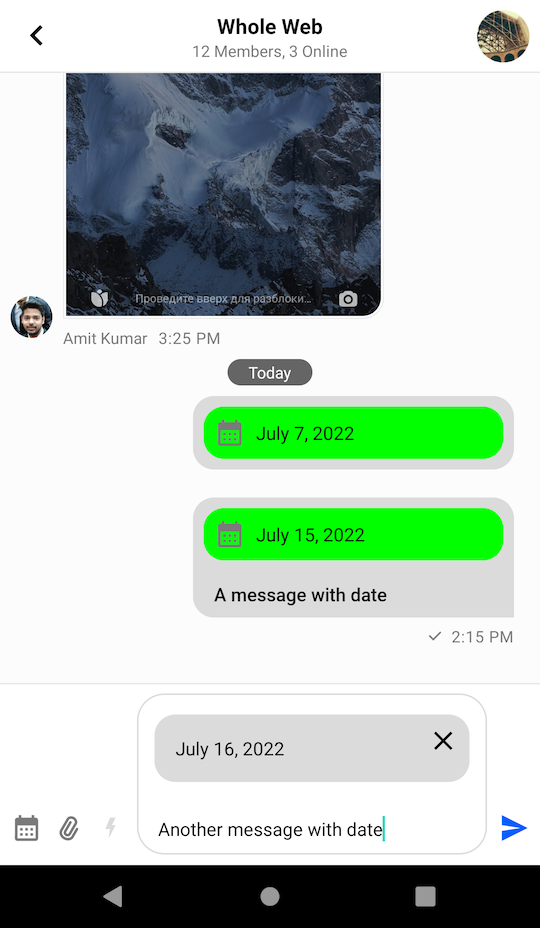 Whole Web
12 Members, 3 Online
Проведите вверх для разблоки...
Amit Kumar 3:25 PM
Today
July 7, 2022
July 15, 2022
A message with date
2:15 PM
July 16, 2022
Another message with date